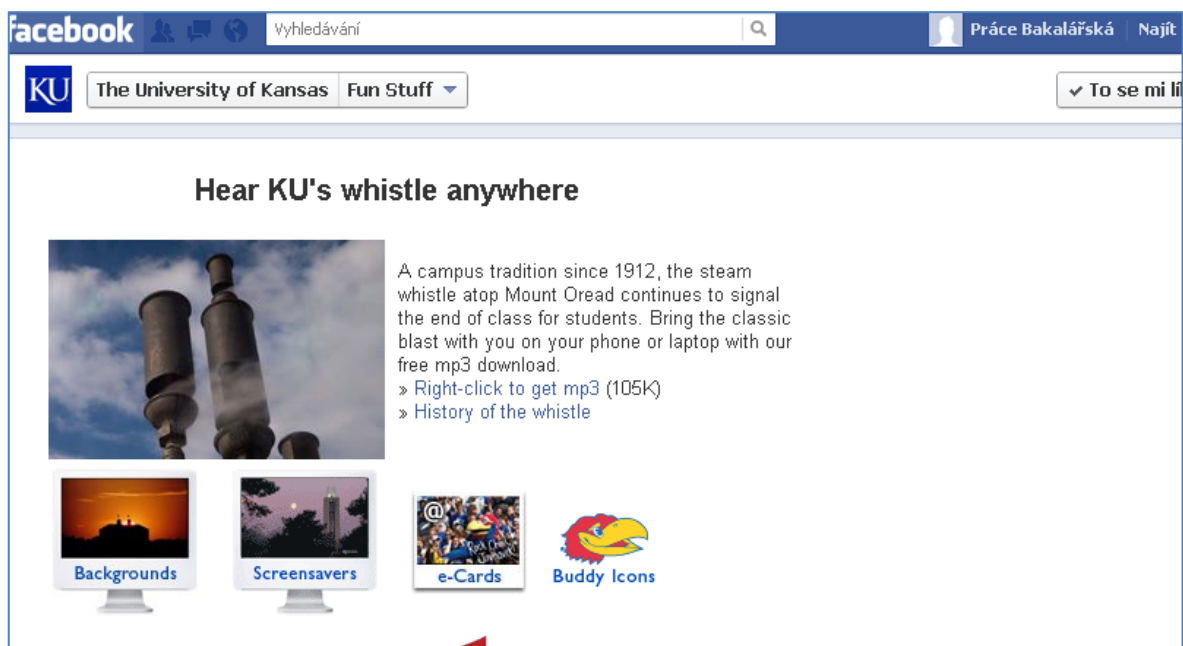 facebook
Vyhledávání
Práce Bakalářská Najít
KU The University of Kansas Fun Stuff
✓ To se mi lí
Hear KU's whistle anywhere
A campus tradition since 1912, the steam
whistle atop Mount Oread continues to signal
the end of class for students. Bring the classic
blast with you on your phone or laptop with our
free mp3 download.
» Right-click to get mp3 (105K)
» History of the whistle
@
Backgrounds Screensavers e-Cards Buddy Icons